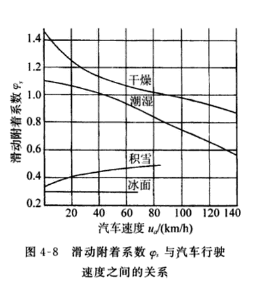 1.4
1.2
1.0
0.8
0.6
0.4
0.2
滑动附着系数 φs
干燥
潮湿
积雪
冰面
0 20 40 60 80 100 120 140
汽车速度 ua/(km/h)
图 4-8 滑动附着系数 φs 与汽车行驶
速度之间的关系